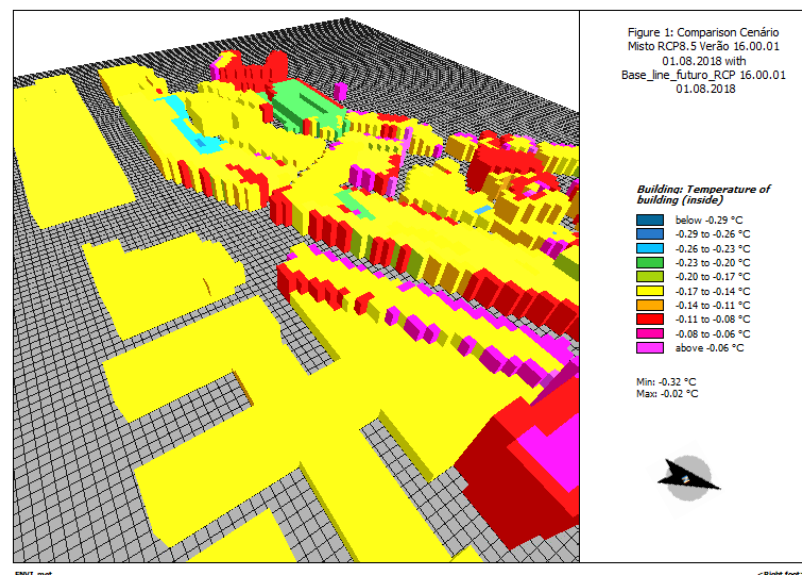 Figure 1: Comparison Cenário
Misto RCP8.5 Verão 16.00.01
01.08.2018 with
Base_line_futuro_RCP 16.00.01
01.08.2018
Building: Temperature of
building (inside)
below -0.29 °C
-0.29 to -0.26 °C
-0.26 to -0.23 °C
-0.23 to -0.20 °C
-0.20 to -0.17 °C
-0.17 to -0.14 °C
-0.14 to -0.11 °C
-0.11 to -0.08 °C
-0.08 to -0.06 °C
above -0.06 °C
Min: -0.32 °C
Max: -0.02 °C